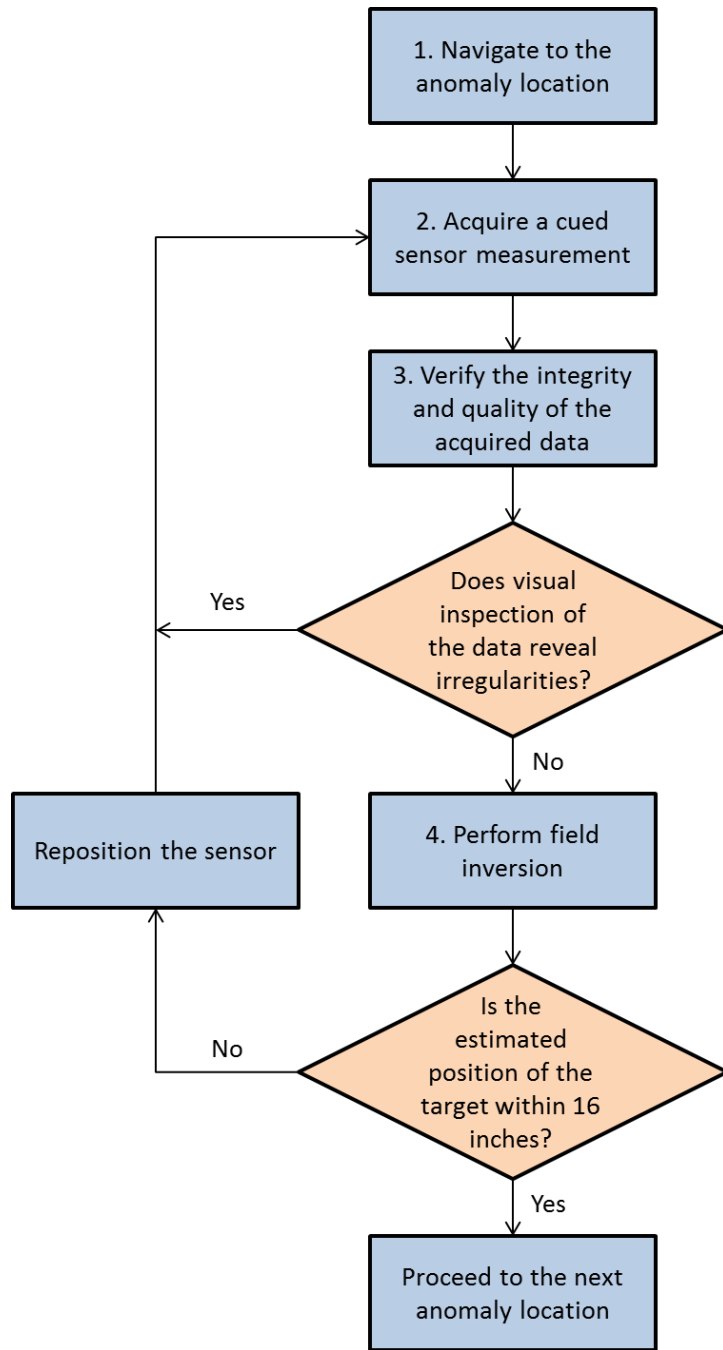 1. Navigate to the
anomaly location
2. Acquire a cued
sensor measurement
3. Verify the integrity
and quality of the
acquired data
Does visual
inspection of
the data reveal
irregularities?
Yes
No
Reposition the sensor
4. Perform field
inversion
Is the
estimated
position of the
target within 16
inches?
No
Yes
Proceed to the next
anomaly location